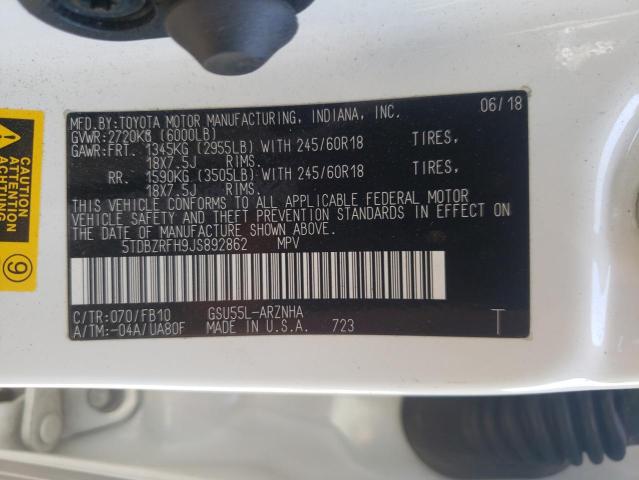 MFD.BY:TOYOTA MOTOR MANUFACTURING, INDIANA, INC. 06/18
GVWR:2720KG (6000LB)
GAWR:FRT. 1345KG (2955LB) WITH 245/60R18 TIRES,
18X7.5J RIMS.
RR. 1590KG (3505LB) WITH 245/60R18 TIRES,
18X7.5J RIMS.
THIS VEHICLE CONFORMS TO ALL APPLICABLE FEDERAL MOTOR
VEHICLE SAFETY AND THEFT PREVENTION STANDARDS IN EFFECT ON
THE DATE OF MANUFACTURE SHOWN ABOVE.
5TDBZRFH9JS892862 MPV
C/TR:070/FB10 GSU55L-ARZNHA
A/TM:-04A/UA80F MADE IN U.S.A. 723 T
CAUTION
ATTENTION
9